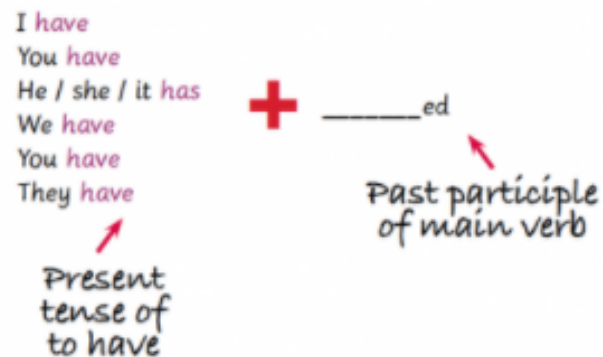 I have
You have
He / she / it has
We have
You have
They have
+
_______ed
Past participle
of main verb
Present
tense of
to have